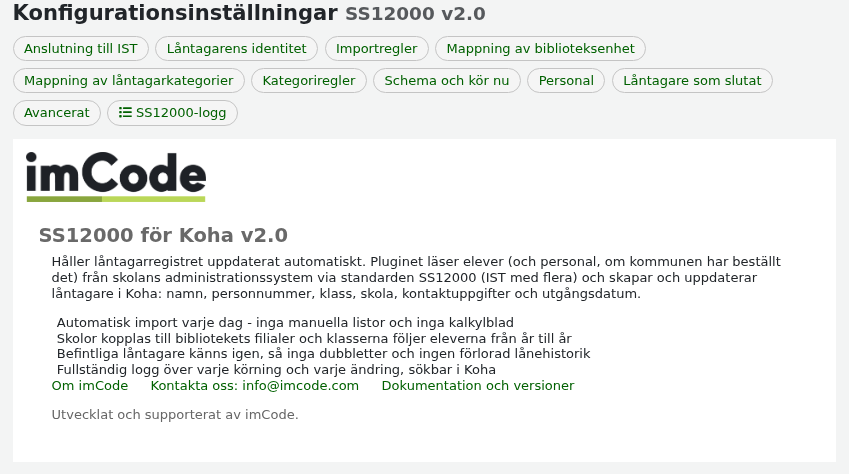 Konfigurationsinställningar SS12000 v2.0
Anslutning till IST
Låntagarens identitet
Importregler
Mappning av biblioteksenhet
Mappning av låntagarkategorier
Kategoriregler
Schema och kör nu
Personal
Låntagare som slutat
Avancerat
SS12000-logg
imCode
SS12000 för Koha v2.0
Håller låntagarregistret uppdaterat automatiskt. Pluginet läser elever (och personal, om kommunen har beställt
det) från skolans administrationssystem via standarden SS12000 (IST med flera) och skapar och uppdaterar
låntagare i Koha: namn, personnummer, klass, skola, kontaktuppgifter och utgångsdatum.
Automatisk import varje dag - inga manuella listor och inga kalkylblad
Skolor kopplas till bibliotekets filialer och klasserna följer eleverna från år till år
Befintliga låntagare känns igen, så inga dubbletter och ingen förlorad lånehistorik
Fullständig logg över varje körning och varje ändring, sökbar i Koha
Om imCode Kontakta oss: info@imcode.com Dokumentation och versioner
Utvecklat och supporterat av imCode.